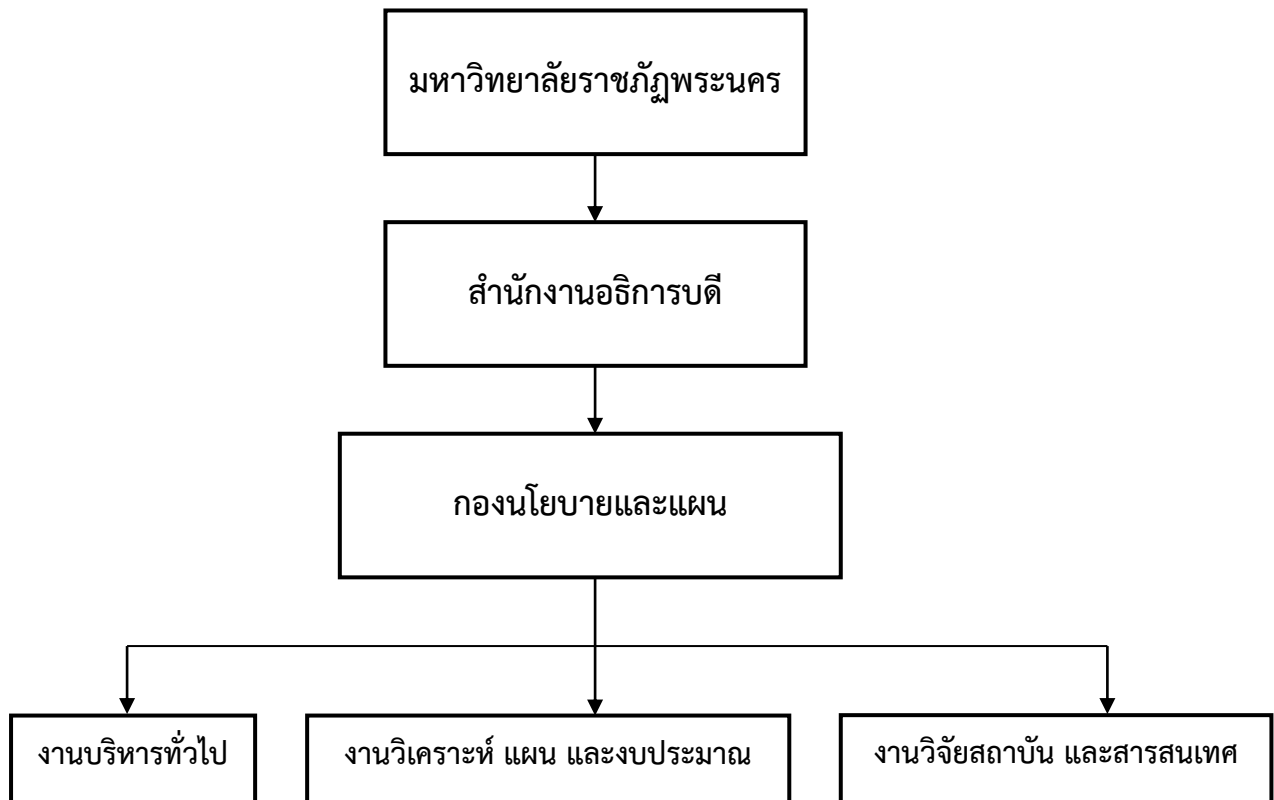 มหาวิทยาลัยราชภัฏพระนคร
สำนักงานอธิการบดี
กองนโยบายและแผน
งานบริหารทั่วไป
งานวิเคราะห์ แผน และงบประมาณ
งานวิจัยสถาบัน และสารสนเทศ